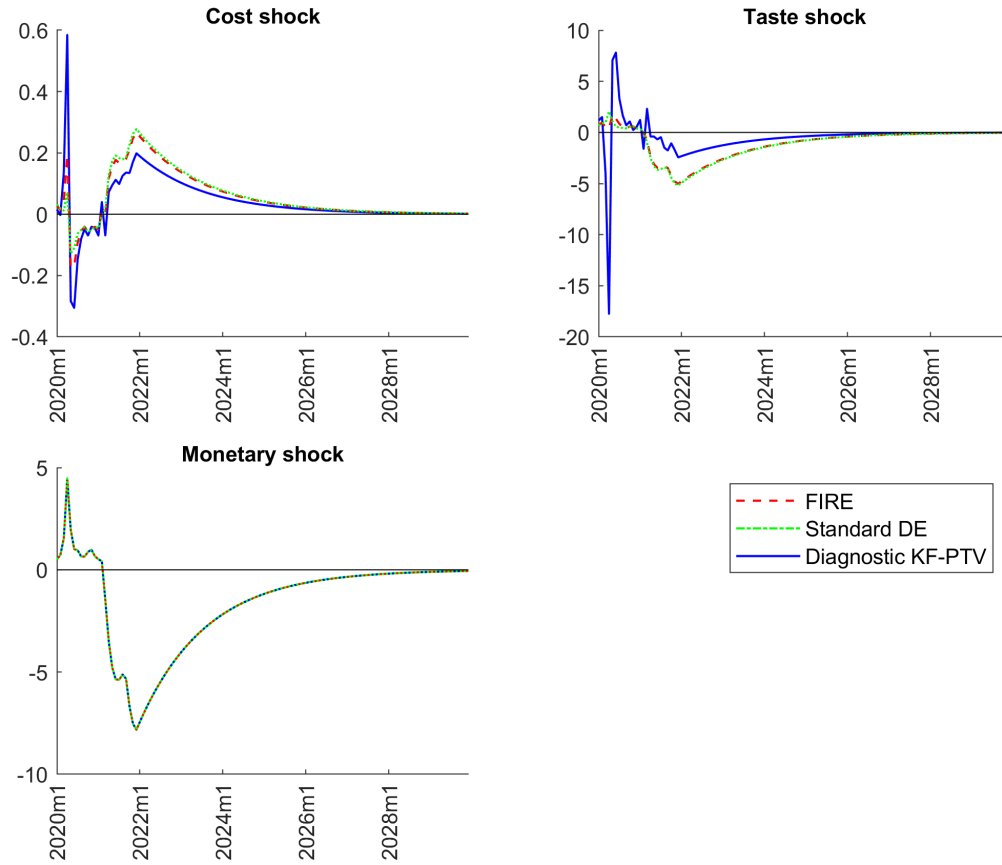 Cost shock
0.6
0.4
0.2
0
-0.2
-0.4
2020m1
2022m1
2024m1
2026m1
2028m1
Taste shock
10
5
0
-5
-10
-15
-20
2020m1
2022m1
2024m1
2026m1
2028m1
Monetary shock
5
0
-5
-10
2020m1
2022m1
2024m1
2026m1
2028m1
FIRE
Standard DE
Diagnostic KF-PTV